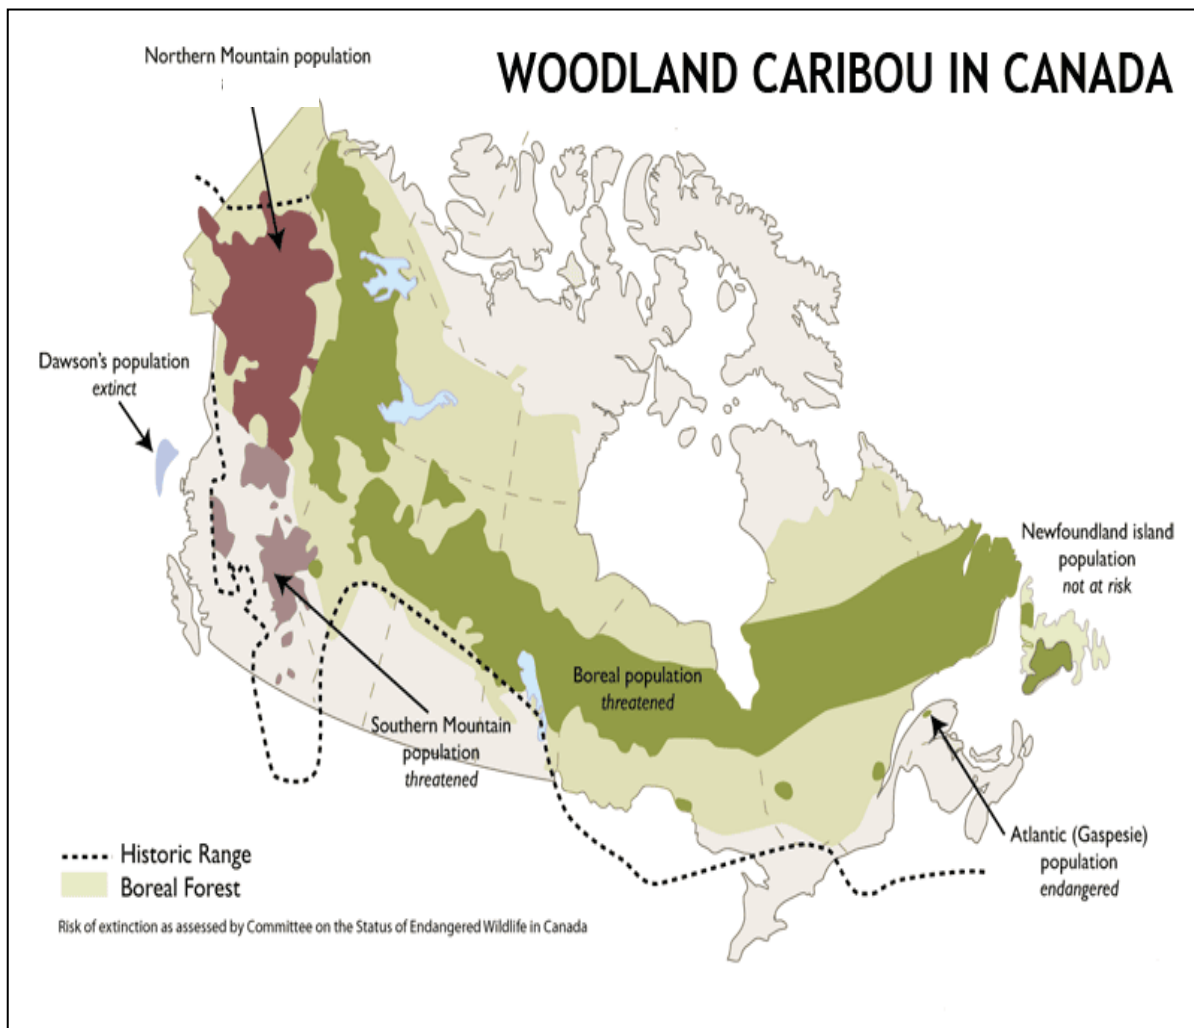 Northern Mountain population
WOODLAND CARIBOU IN CANADA
Dawson's population
extinct
Newfoundland island
population
not at risk
Boreal population
threatened
Southern Mountain
population
threatened
Atlantic (Gaspesie)
population
endangered
Historic Range
Boreal Forest
Risk of extinction as assessed by Committee on the Status of Endangered Wildlife in Canada